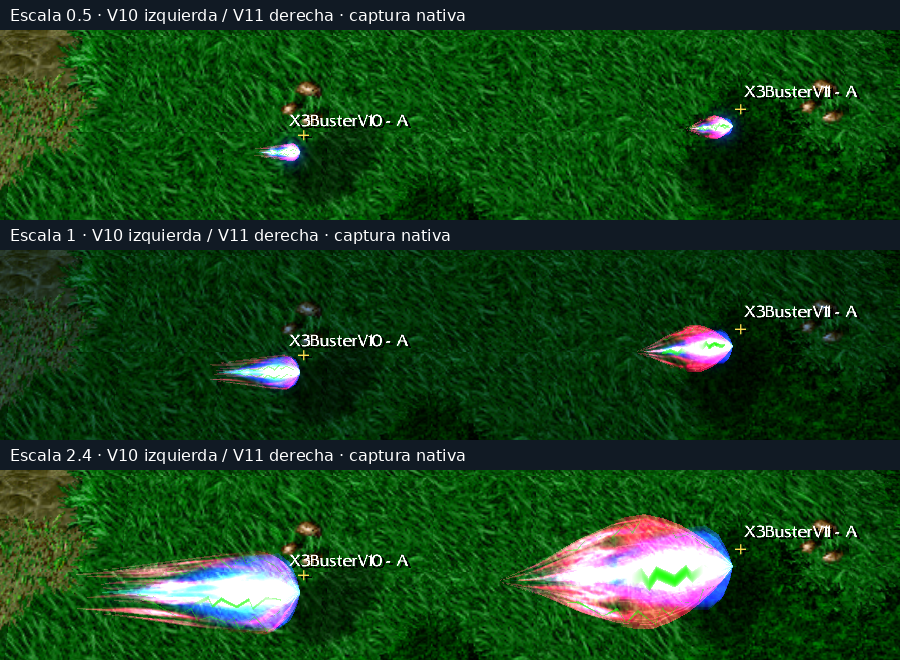 Escala 0.5 · V10 izquierda / V11 derecha · captura nativa
X3BusterV11 - A
X3BusterV10 - A
Escala 1 · V10 izquierda / V11 derecha · captura nativa
X3BusterV11 - A
X3BusterV10 - A
Escala 2.4 · V10 izquierda / V11 derecha · captura nativa
X3BusterV11 - A
X3BusterV10 - A